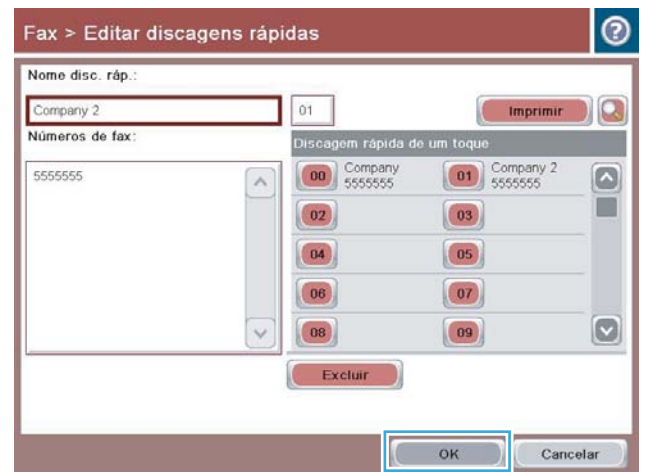 Fax > Editar discagens rápidas
?
Nome disc. ráp.:
Company 2
01
Imprimir
Números de fax:
5555555
Discagem rápida de um toque
00 Company 5555555
01 Company 2 5555555
02
03
04
05
06
07
08
09
Excluir
OK
Cancelar